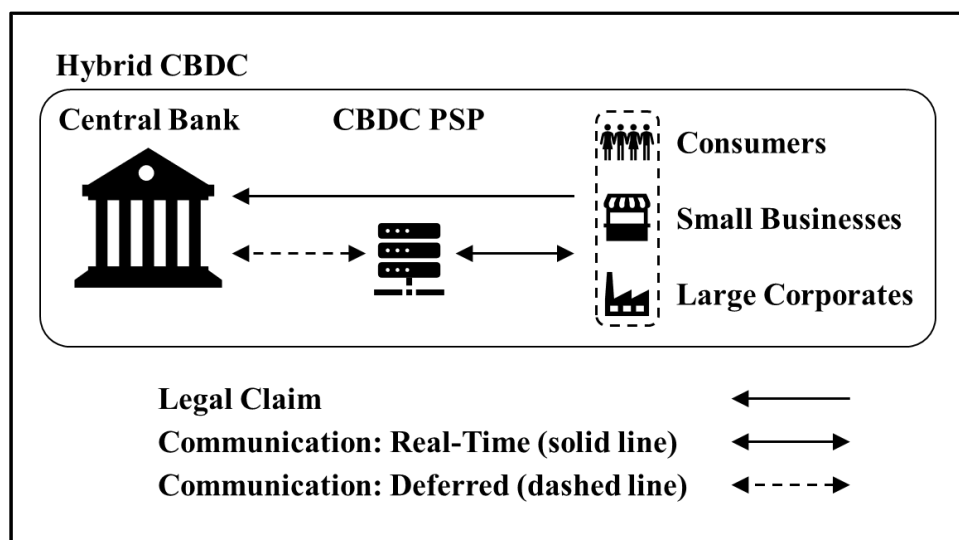 Hybrid CBDC
Central Bank
CBDC PSP
Consumers
Small Businesses
Large Corporates
Legal Claim
Communication: Real-Time (solid line)
Communication: Deferred (dashed line)